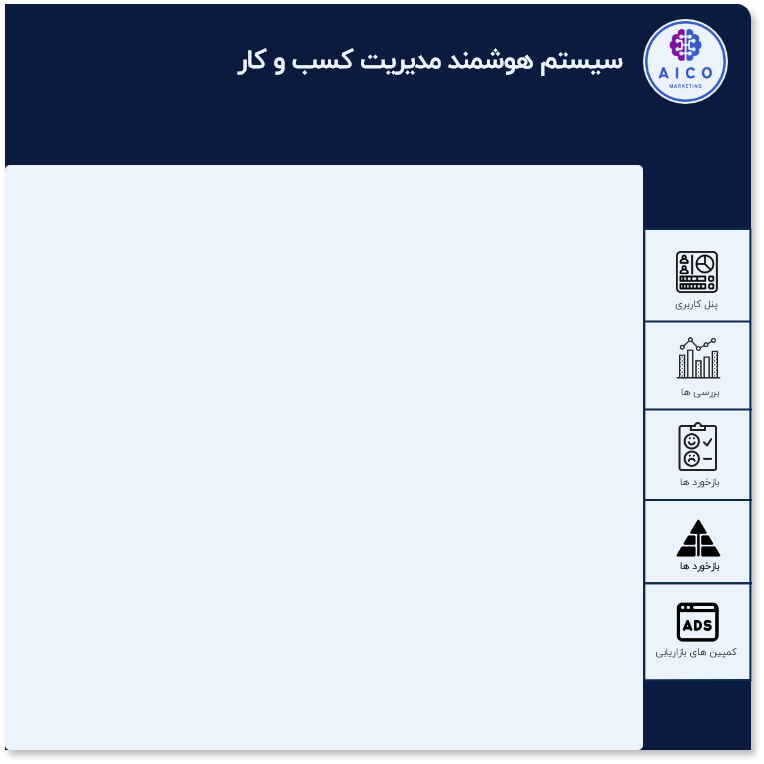 سیستم هوشمند مدیریت کسب و کار
AICO
MARKETING
پنل کاربری
بررسی ها
بازخورد ها
بازخورد ها
ADS
کمپین های بازاریابی